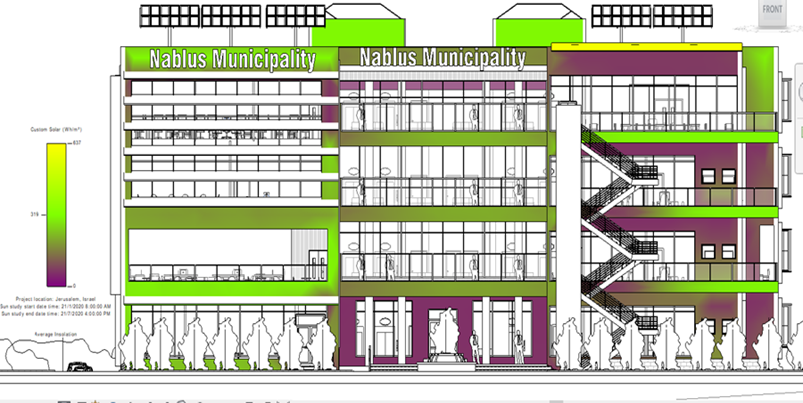 FRONT
Nablus Municipality
Nablus Municipality
Custom Solar (Wh/m²)
837
319
0
Project location: Jerusalem, Israel
Sun study start date time: 21/1/2020 8:00:00 AM
Sun study end date time: 21/7/2020 4:00:00 PM
Average Insolation